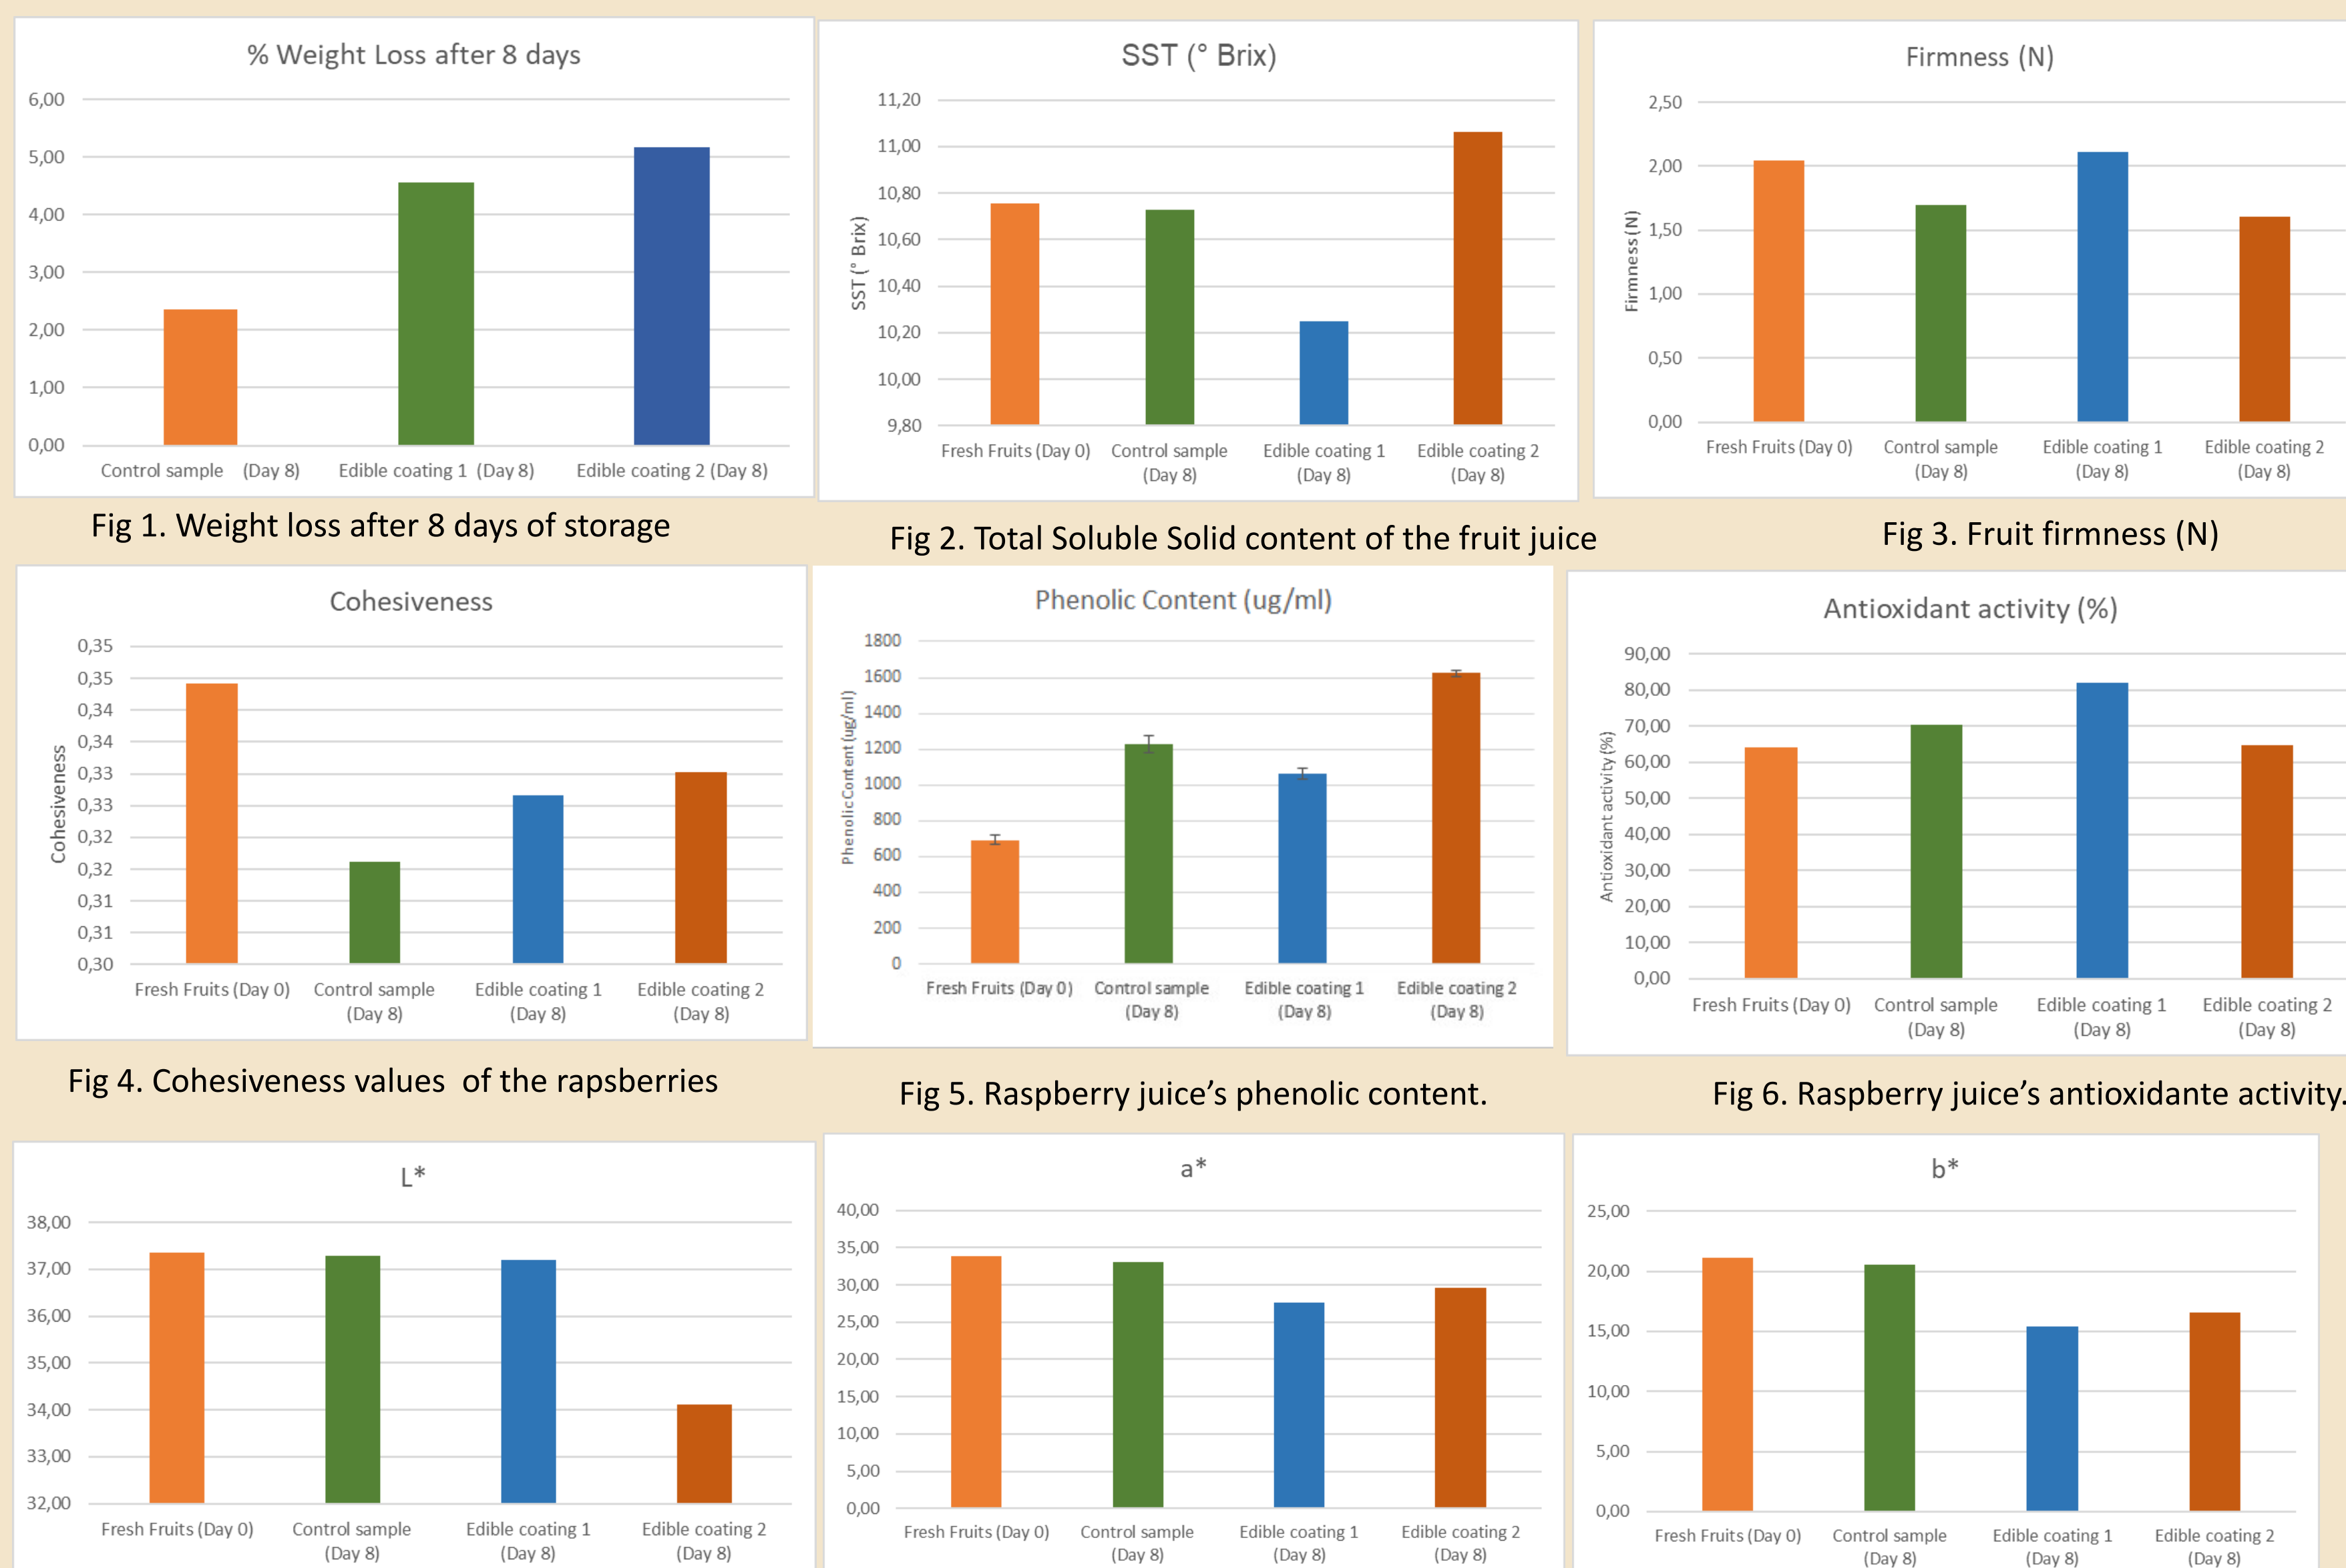 % Weight Loss after 8 days
6,00
5,00
4,00
3,00
2,00
1,00
0,00
Control sample (Day 8) Edible coating 1 (Day 8) Edible coating 2 (Day 8)
Fig 1. Weight loss after 8 days of storage
SST (° Brix)
SST (° Brix)
11,20
11,00
10,80
10,60
10,40
10,20
10,00
9,80
Fresh Fruits (Day 0) Control sample Edible coating 1 Edible coating 2
(Day 8) (Day 8) (Day 8)
Fig 2. Total Soluble Solid content of the fruit juice
Firmness (N)
Firmness (N)
2,50
2,00
1,50
1,00
0,50
0,00
Fresh Fruits (Day 0) Control sample Edible coating 1 Edible coating 2
(Day 8) (Day 8) (Day 8)
Fig 3. Fruit firmness (N)
Cohesiveness
Cohesiveness
0,35
0,35
0,34
0,34
0,33
0,33
0,32
0,32
0,31
0,31
0,30
Fresh Fruits (Day 0) Control sample Edible coating 1 Edible coating 2
(Day 8) (Day 8) (Day 8)
Fig 4. Cohesiveness values of the rapsberries
Phenolic Content (ug/ml)
Phenolic Content (ug/ml)
1800
1600
1400
1200
1000
800
600
400
200
0
Fresh Fruits (Day 0) Control sample Edible coating 1 Edible coating 2
(Day 8) (Day 8) (Day 8)
Fig 5. Raspberry juice’s phenolic content.
Antioxidant activity (%)
Antioxidant activity (%)
90,00
80,00
70,00
60,00
50,00
40,00
30,00
20,00
10,00
0,00
Fresh Fruits (Day 0) Control sample Edible coating 1 Edible coating 2
(Day 8) (Day 8) (Day 8)
Fig 6. Raspberry juice’s antioxidante activity.
L*
38,00
37,00
36,00
35,00
34,00
33,00
32,00
Fresh Fruits (Day 0) Control sample Edible coating 1 Edible coating 2
(Day 8) (Day 8) (Day 8)
a*
40,00
35,00
30,00
25,00
20,00
15,00
10,00
5,00
0,00
Fresh Fruits (Day 0) Control sample Edible coating 1 Edible coating 2
(Day 8) (Day 8) (Day 8)
b*
25,00
20,00
15,00
10,00
5,00
0,00
Fresh Fruits (Day 0) Control sample Edible coating 1 Edible coating 2
(Day 8) (Day 8) (Day 8)